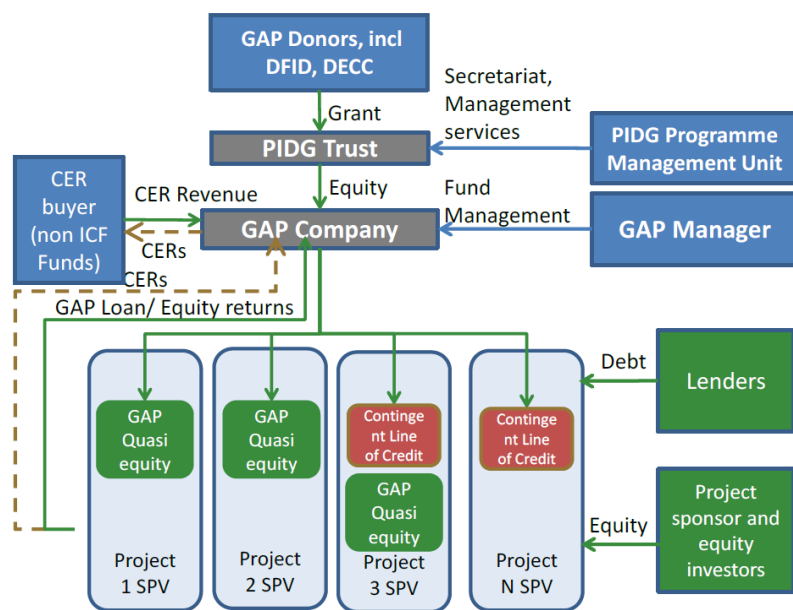 GAP Donors, incl
DFID, DECC
Grant
Secretariat,
Management
services
PIDG Trust
PIDG Programme
Management Unit
Equity
CER
buyer
(non ICF
Funds)
CER Revenue
Fund
Management
GAP Company
GAP Manager
CERs
CERs
GAP Loan/ Equity returns
GAP
Quasi
equity
Project
1 SPV
GAP
Quasi
equity
Project
2 SPV
Continge
nt Line
of Credit
GAP
Quasi
equity
Project
3 SPV
Continge
nt Line
of Credit
Project
N SPV
Debt
Lenders
Equity
Project
sponsor and
equity
investors